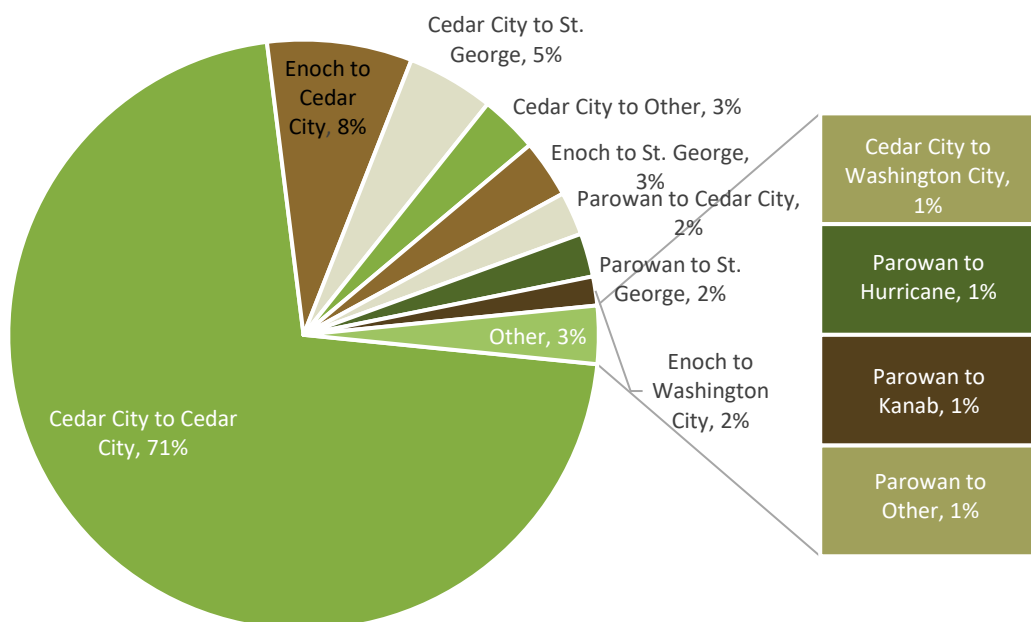 Cedar City to St.
George, 5%
Enoch to
Cedar
City, 8%
Cedar City to Other, 3%
Enoch to St. George,
3%
Parowan to Cedar City,
2%
Parowan to St.
George, 2%
Other, 3%
Enoch to
Washington
City, 2%
Cedar City to Cedar
City, 71%
Cedar City to
Washington City,
1%
Parowan to
Hurricane, 1%
Parowan to
Kanab, 1%
Parowan to
Other, 1%